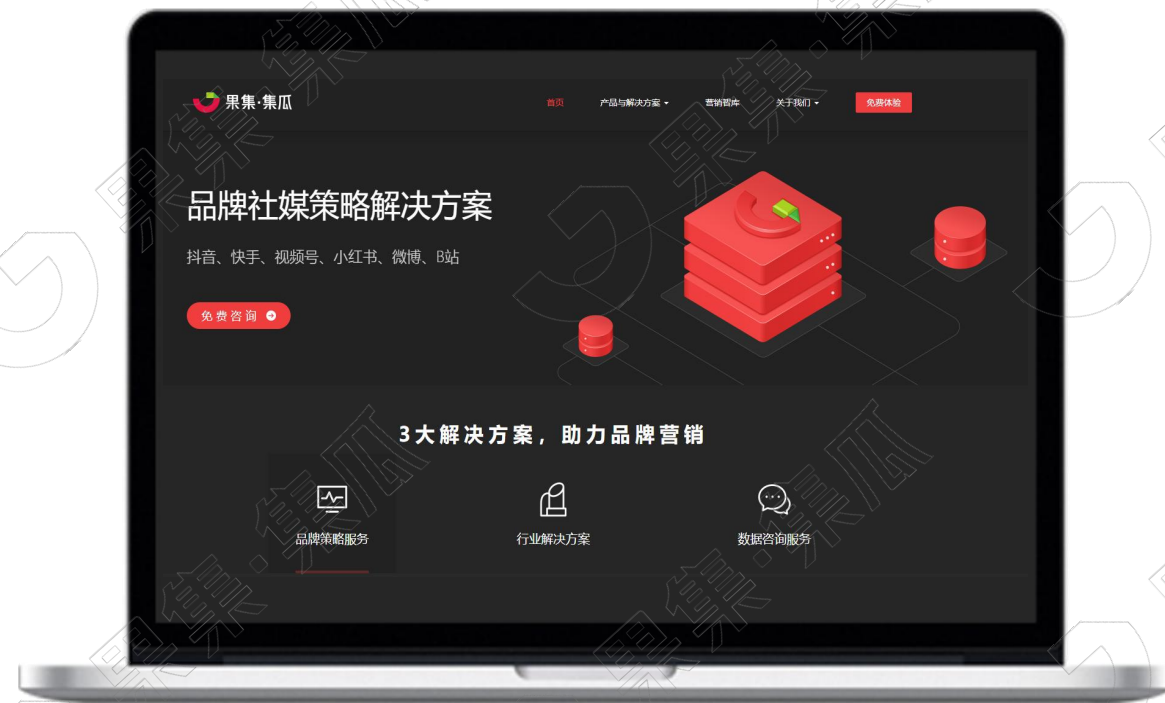 果集·集瓜
首页 产品与解决方案 营销智库 关于我们 免费体验
品牌社媒策略解决方案
抖音、快手、视频号、小红书、微博、B站
免费咨询
3大解决方案，助力品牌营销
品牌策略服务 行业解决方案 数据咨询服务
果集·集瓜